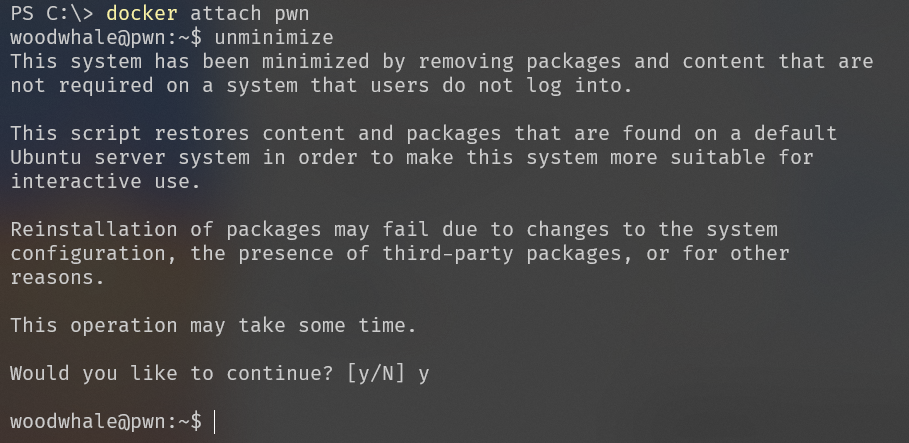 PS C:\> docker attach pwn
woodwhale@pwn:~$ unminimize
This system has been minimized by removing packages and content that are
not required on a system that users do not log into.
This script restores content and packages that are found on a default
Ubuntu server system in order to make this system more suitable for
interactive use.
Reinstallation of packages may fail due to changes to the system
configuration, the presence of third-party packages, or for other
reasons.
This operation may take some time.
Would you like to continue? [y/N] y
woodwhale@pwn:~$